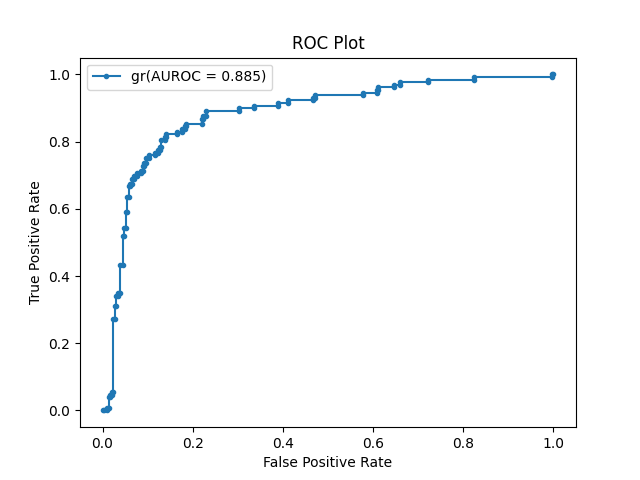 ROC Plot
gr(AUROC = 0.885)
1.0
0.8
0.6
0.4
0.2
0.0
True Positive Rate
0.0 0.2 0.4 0.6 0.8 1.0
False Positive Rate